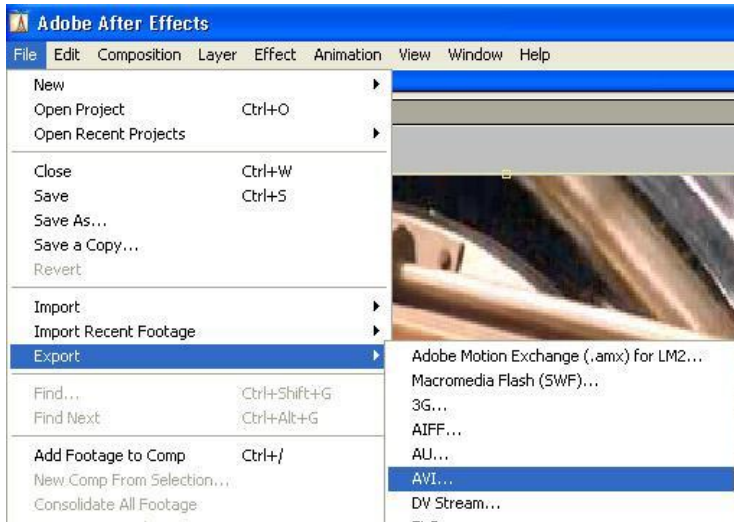 Adobe After Effects
File Edit Composition Layer Effect Animation View Window Help
New
Open Project Ctrl+O
Open Recent Projects
Close Ctrl+W
Save Ctrl+S
Save As...
Save a Copy...
Revert
Import
Import Recent Footage
Export
Adobe Motion Exchange (.amx) for LM2...
Macromedia Flash (SWF)...
3G...
AIFF...
AU...
AVI...
DV Stream...
Find... Ctrl+Shift+G
Find Next Ctrl+Alt+G
Add Footage to Comp Ctrl+/
New Comp From Selection...
Consolidate All Footage